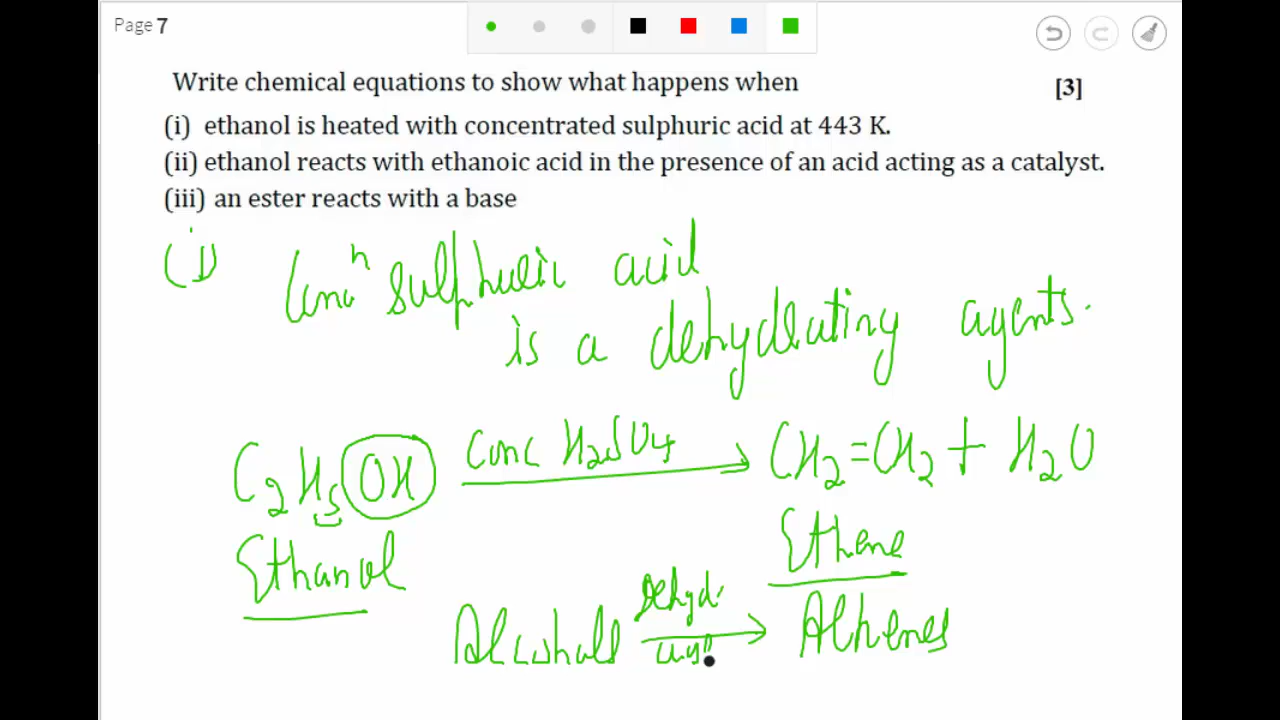 Page 7
Write chemical equations to show what happens when [3]
(i) ethanol is heated with concentrated sulphuric acid at 443 K.
(ii) ethanol reacts with ethanoic acid in the presence of an acid acting as a catalyst.
(iii) an ester reacts with a base
(i) Concⁿ sulphuric acid
is a dehydrating agents.
C₂H₅OH Conc H₂SO₄ → CH₂=CH₂ + H₂O
Ethanol Ethene
Alcohols Dehyd. → Alkenes